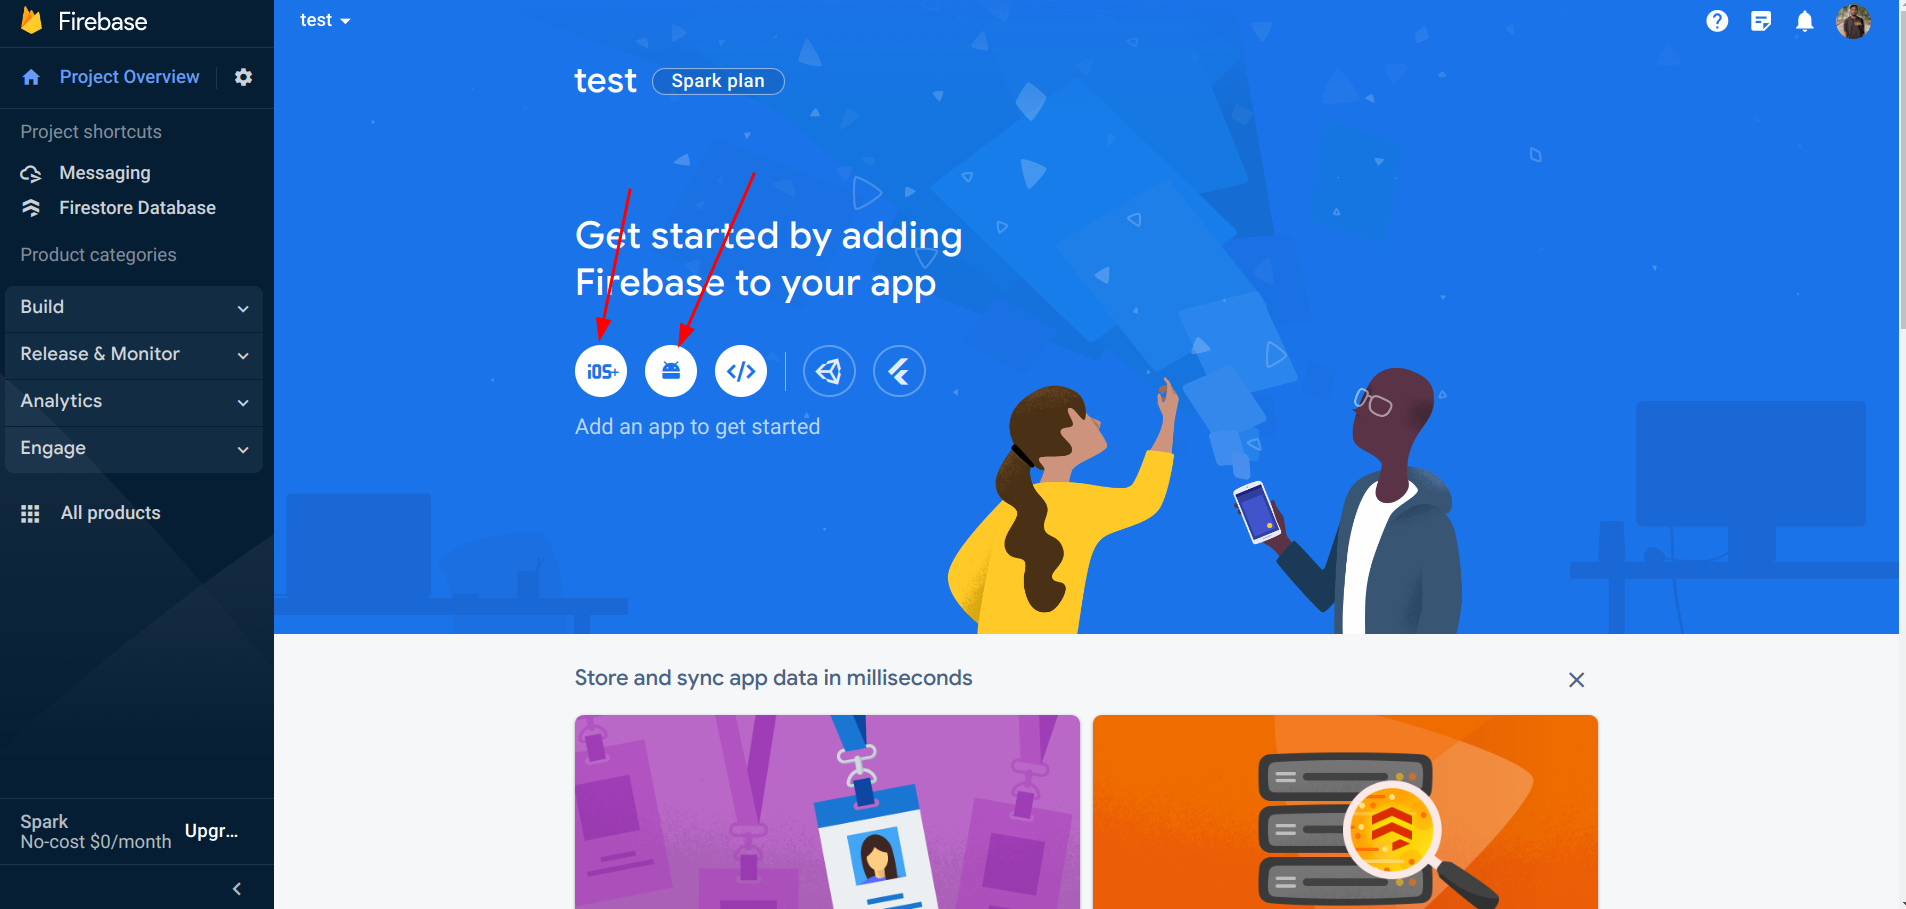 Firebase
test
Project Overview
test
Spark plan
Project shortcuts
Messaging
Firestore Database
Product categories
Build
Release & Monitor
Analytics
Engage
All products
Get started by adding
Firebase to your app
iOS+
Add an app to get started
Store and sync app data in milliseconds
Spark
No-cost $0/month
Upgr...